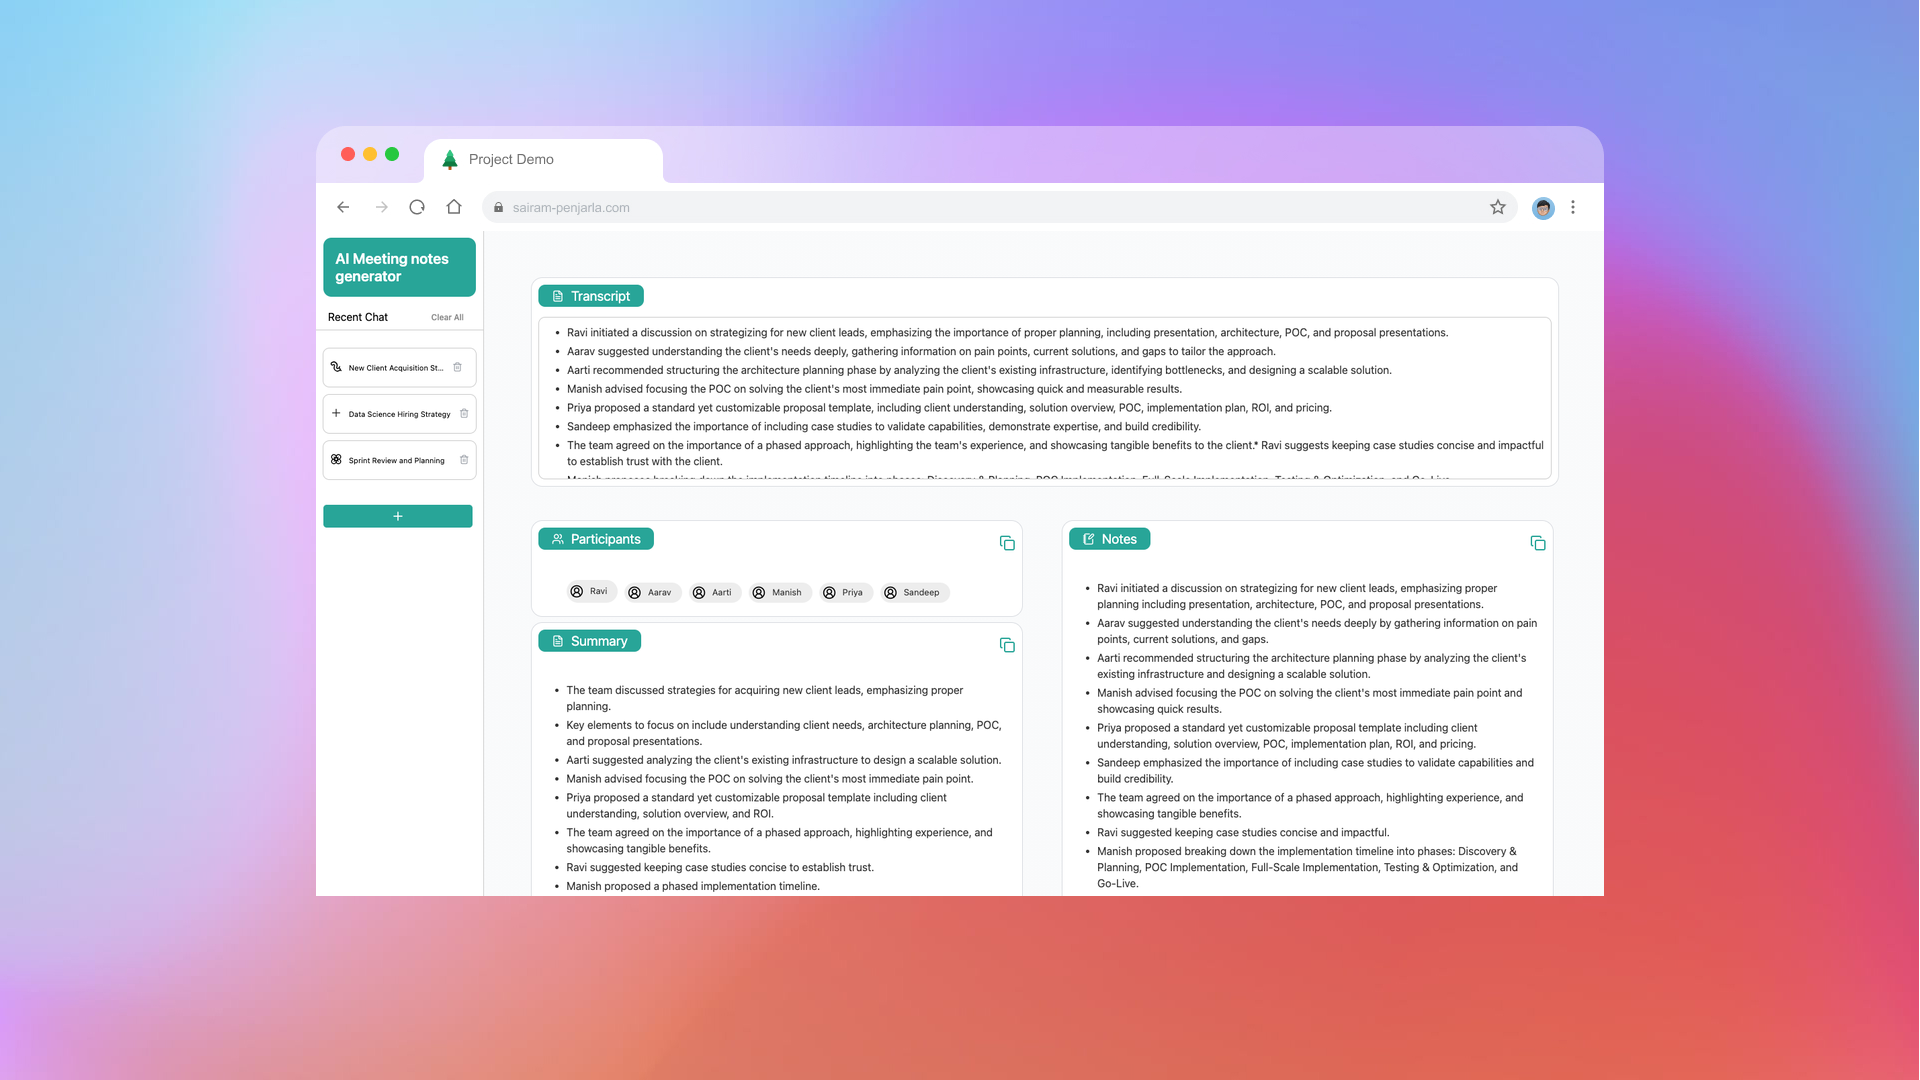 Project Demo
sairam-penjarla.com
AI Meeting notes
generator
Recent Chat
Clear All
New Client Acquisition St...
Data Science Hiring Strategy
Sprint Review and Planning
+
Transcript
• Ravi initiated a discussion on strategizing for new client leads, emphasizing the importance of proper planning, including presentation, architecture, POC, and proposal presentations.
• Aarav suggested understanding the client's needs deeply, gathering information on pain points, current solutions, and gaps to tailor the approach.
• Aarti recommended structuring the architecture planning phase by analyzing the client's existing infrastructure, identifying bottlenecks, and designing a scalable solution.
• Manish advised focusing the POC on solving the client's most immediate pain point, showcasing quick and measurable results.
• Priya proposed a standard yet customizable proposal template, including client understanding, solution overview, POC, implementation plan, ROI, and pricing.
• Sandeep emphasized the importance of including case studies to validate capabilities, demonstrate expertise, and build credibility.
• The team agreed on the importance of a phased approach, highlighting the team's experience, and showcasing tangible benefits to the client.* Ravi suggests keeping case studies concise and impactful
to establish trust with the client.
Manish proposes breaking down the implementation timeline into phases: Discovery & Planning, POC Implementation, Full-Scale Implementation, Testing & Optimization, and Go-Live.
Participants
Ravi
Aarav
Aarti
Manish
Priya
Sandeep
Summary
• The team discussed strategies for acquiring new client leads, emphasizing proper
planning.
• Key elements to focus on include understanding client needs, architecture planning, POC,
and proposal presentations.
• Aarti suggested analyzing the client's existing infrastructure to design a scalable solution.
• Manish advised focusing the POC on solving the client's most immediate pain point.
• Priya proposed a standard yet customizable proposal template including client
understanding, solution overview, and ROI.
• The team agreed on the importance of a phased approach, highlighting experience, and
showcasing tangible benefits.
• Ravi suggested keeping case studies concise to establish trust.
• Manish proposed a phased implementation timeline.
Notes
• Ravi initiated a discussion on strategizing for new client leads, emphasizing proper
planning including presentation, architecture, POC, and proposal presentations.
• Aarav suggested understanding the client's needs deeply by gathering information on pain
points, current solutions, and gaps.
• Aarti recommended structuring the architecture planning phase by analyzing the client's
existing infrastructure and designing a scalable solution.
• Manish advised focusing the POC on solving the client's most immediate pain point and
showcasing quick results.
• Priya proposed a standard yet customizable proposal template including client
understanding, solution overview, POC, implementation plan, ROI, and pricing.
• Sandeep emphasized the importance of including case studies to validate capabilities and
build credibility.
• The team agreed on the importance of a phased approach, highlighting experience, and
showcasing tangible benefits.
• Ravi suggested keeping case studies concise and impactful.
• Manish proposed breaking down the implementation timeline into phases: Discovery &
Planning, POC Implementation, Full-Scale Implementation, Testing & Optimization, and
Go-Live.